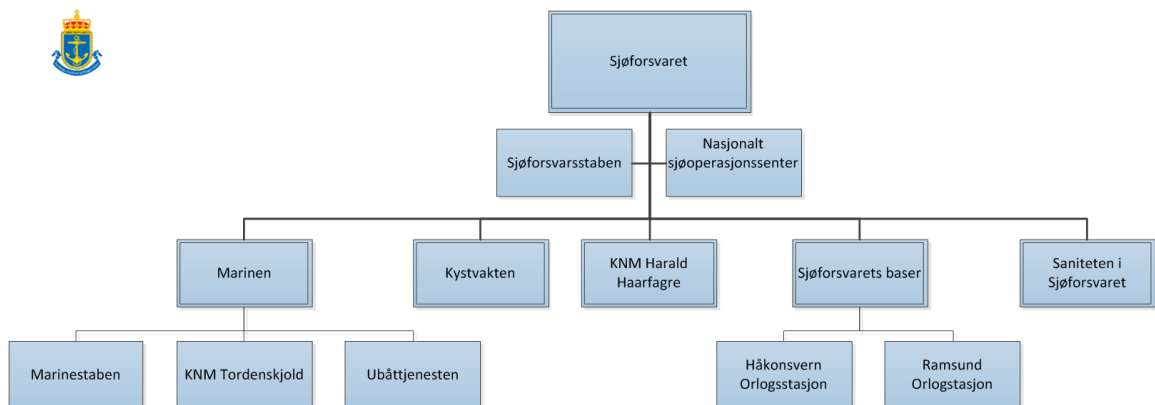 Sjøforsvaret
Sjøforsvarsstaben
Nasjonalt
sjøoperasjonssenter
Marinen
Kystvakten
KNM Harald
Haarfagre
Sjøforsvarets baser
Saniteten i
Sjøforsvaret
Marinestaben
KNM Tordenskjold
Ubåttjenesten
Håkonsvern
Orlogsstasjon
Ramsund
Orlogstasjon